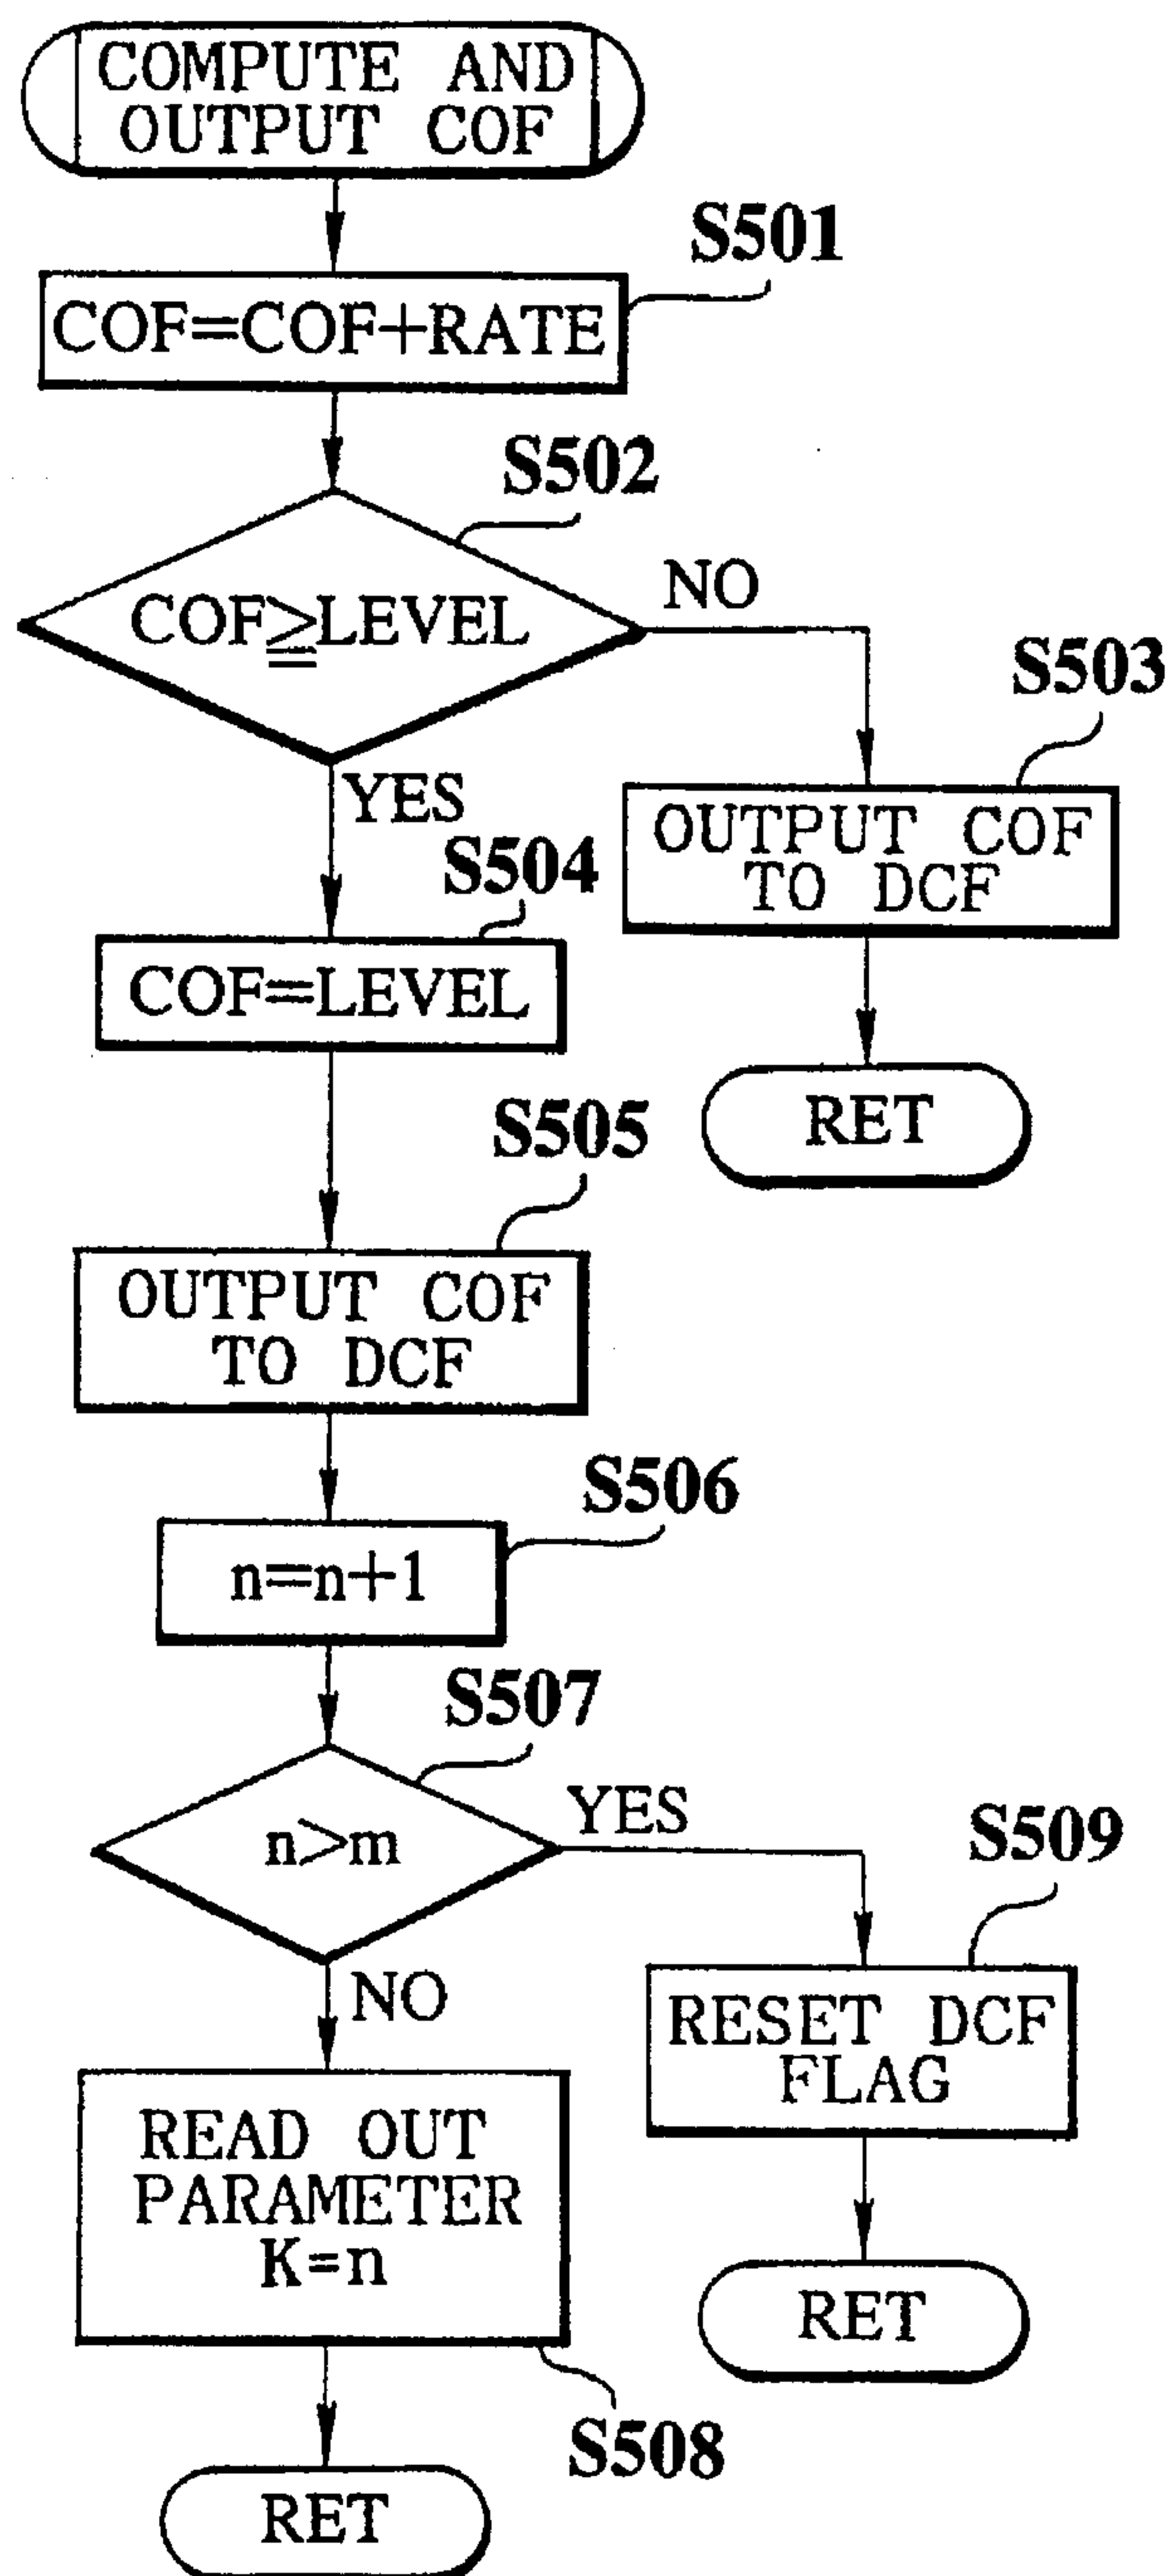 COMPUTE AND
OUTPUT COF
S501
COF=COF+RATE
S502
COF≧LEVEL
NO
S503
YES
OUTPUT COF
TO DCF
S504
COF=LEVEL
RET
S505
OUTPUT COF
TO DCF
S506
n=n+1
S507
n>m
YES
S509
NO
RESET DCF
FLAG
READ OUT
PARAMETER
K=n
RET
S508
RET